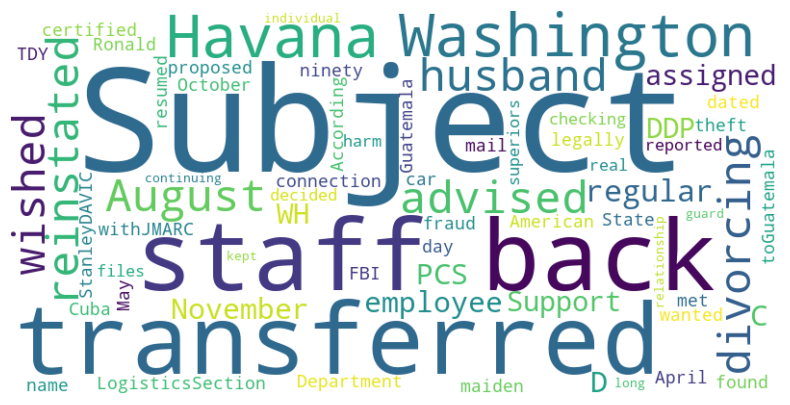 individual
certified
Ronald
TDY
Havana
Washington
reinstated
resumed
proposed
October
ninety
husband
assigned
According
Guatemala
superiors
checking
dated
Subject
wished
harm
mail
legally
DDP
theft
reported
continuing
connection
car
real
August
decided
advised
regular
divorcing
toGuatemala
StanleyDAVIC
withJMARC
WH
fraud
American
State
guard
staff
back
day
relationship
files
kept
FBI
PCS
May
Cuba
November
employee
Support
met
wanted
C
transferred
name
LogisticsSection
Department
maiden
D
long
April
found